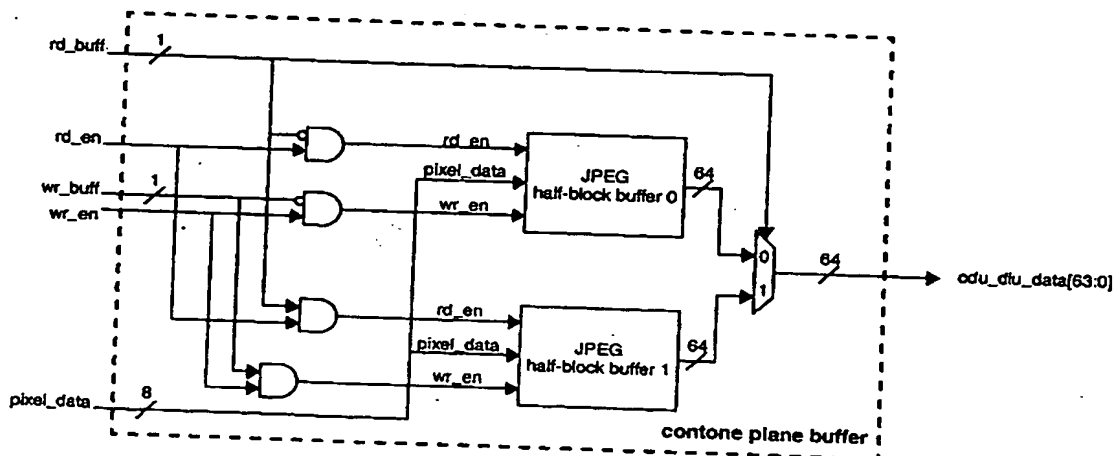 rd_buff
1
rd_en
wr_buff
1
wr_en
rd_en
pixel_data
wr_en
JPEG
half-block buffer 0
64
0
1
64
cdu_diu_data[63:0]
rd_en
pixel_data
wr_en
JPEG
half-block buffer 1
64
pixel_data
8
contone plane buffer